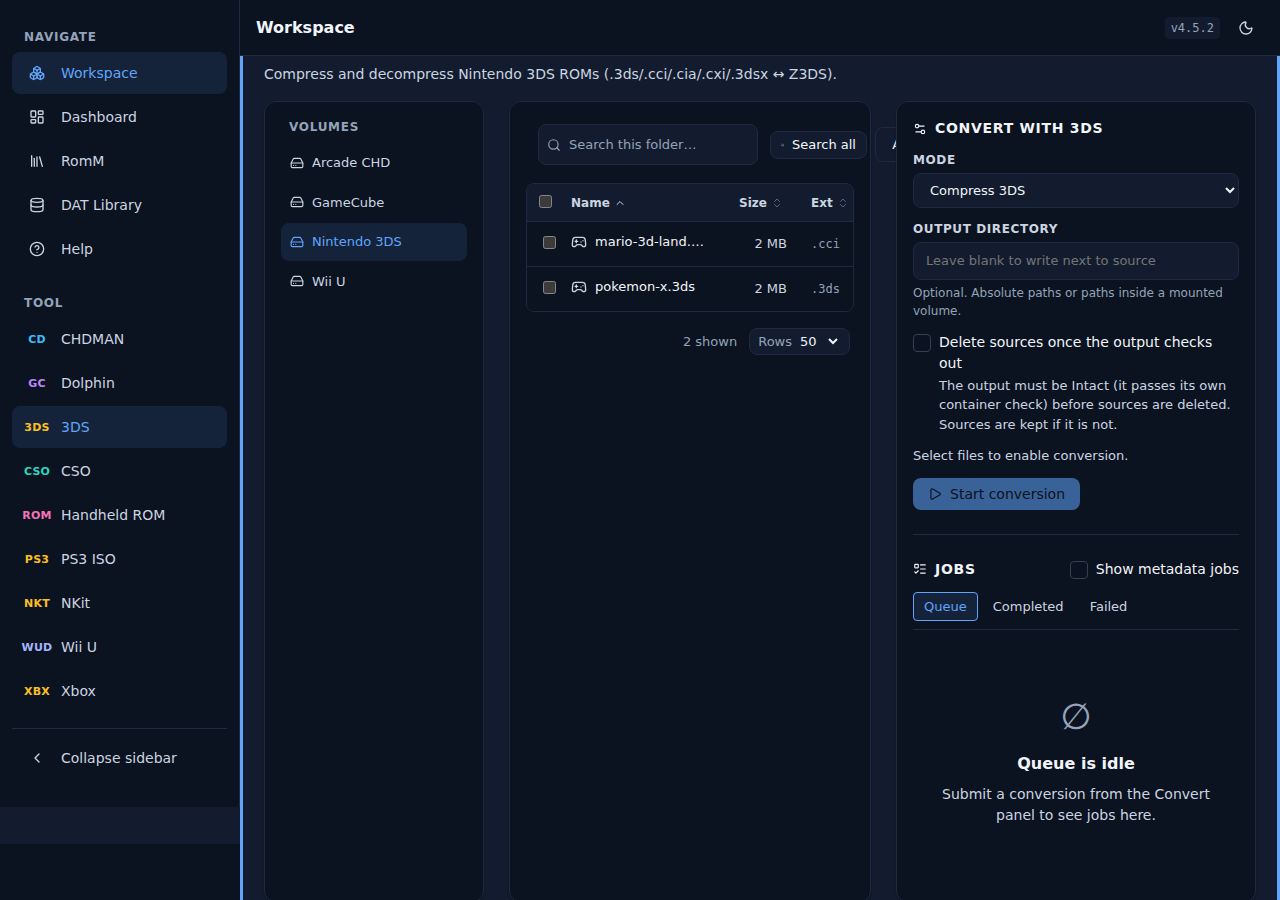 NAVIGATE
Workspace
Dashboard
RomM
DAT Library
Help
TOOL
CD CHDMAN
GC Dolphin
3DS 3DS
CSO CSO
ROM Handheld ROM
PS3 PS3 ISO
NKT NKit
WUD Wii U
XBX Xbox
Collapse sidebar
Workspace
v4.5.2
Compress and decompress Nintendo 3DS ROMs (.3ds/.cci/.cia/.cxi/.3dsx ↔ Z3DS).
VOLUMES
Arcade CHD
GameCube
Nintendo 3DS
Wii U
Search this folder…
Search all
Name Size Ext
mario-3d-land.… 2 MB .cci
pokemon-x.3ds 2 MB .3ds
2 shown Rows 50
CONVERT WITH 3DS
MODE
Compress 3DS
OUTPUT DIRECTORY
Leave blank to write next to source
Optional. Absolute paths or paths inside a mounted
volume.
Delete sources once the output checks
out
The output must be Intact (it passes its own
container check) before sources are deleted.
Sources are kept if it is not.
Select files to enable conversion.
Start conversion
JOBS
Show metadata jobs
Queue Completed Failed
Queue is idle
Submit a conversion from the Convert
panel to see jobs here.